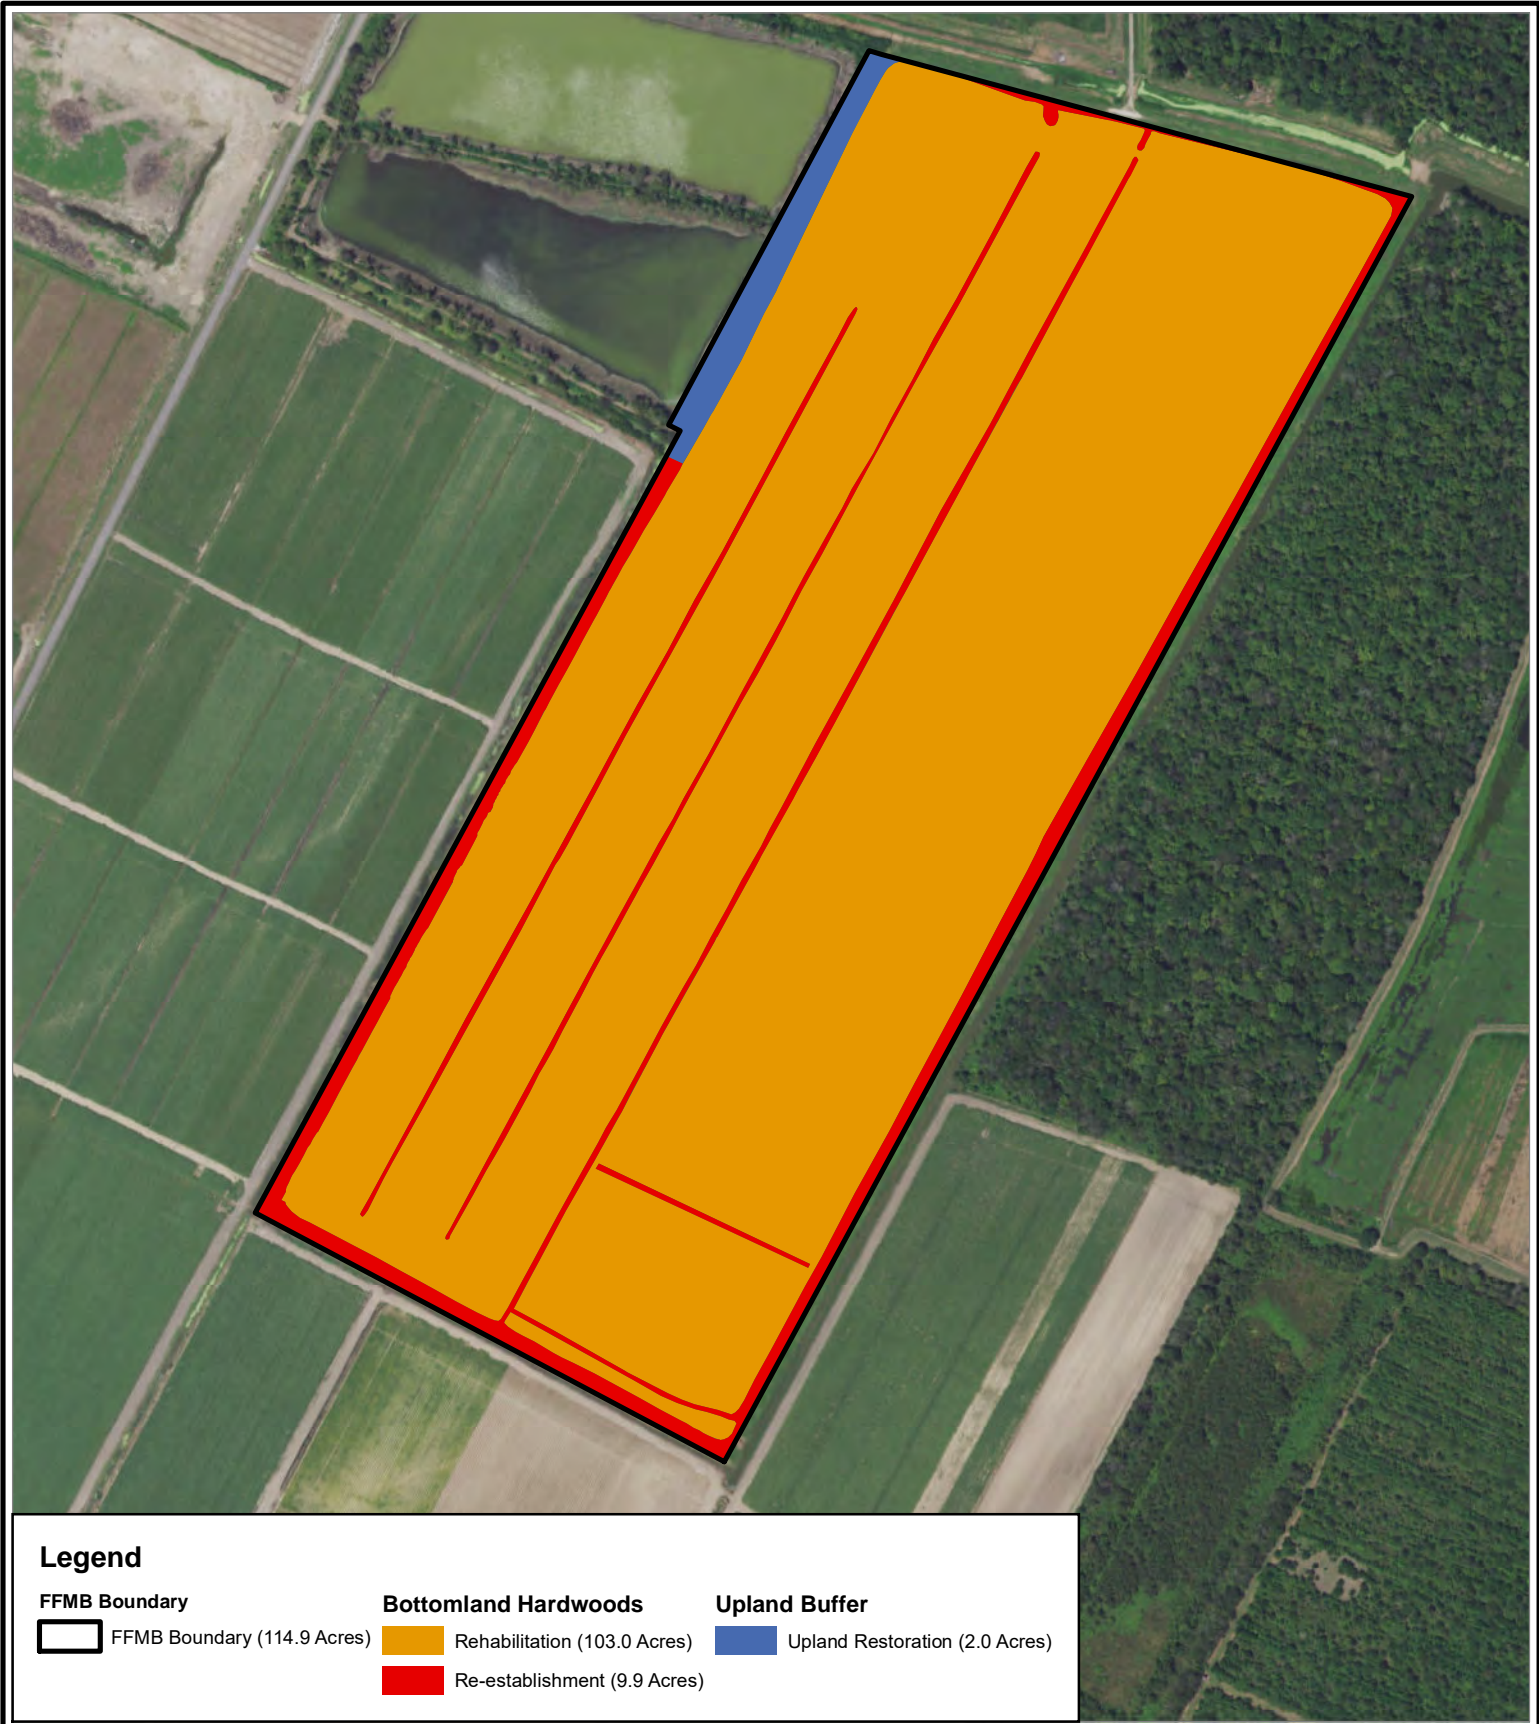 Legend
FFMB Boundary
FFMB Boundary (114.9 Acres)
Bottomland Hardwoods
Rehabilitation (103.0 Acres)
Re-establishment (9.9 Acres)
Upland Buffer
Upland Restoration (2.0 Acres)